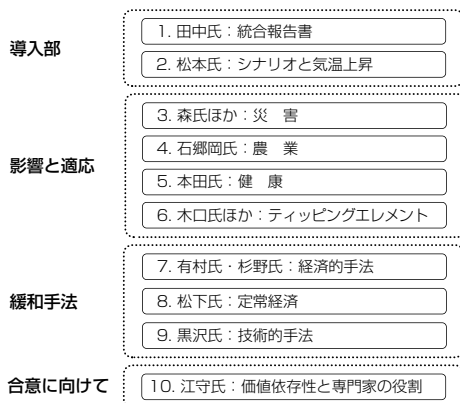 導入部
1. 田中氏：統合報告書
2. 松本氏：シナリオと気温上昇
影響と適応
3. 森氏ほか：災　害
4. 石郷岡氏：農　業
5. 本田氏：健　康
6. 木口氏ほか：ティッピングエレメント
緩和手法
7. 有村氏・杉野氏：経済的手法
8. 松下氏：定常経済
9. 黒沢氏：技術的手法
合意に向けて
10. 江守氏：価値依存性と専門家の役割